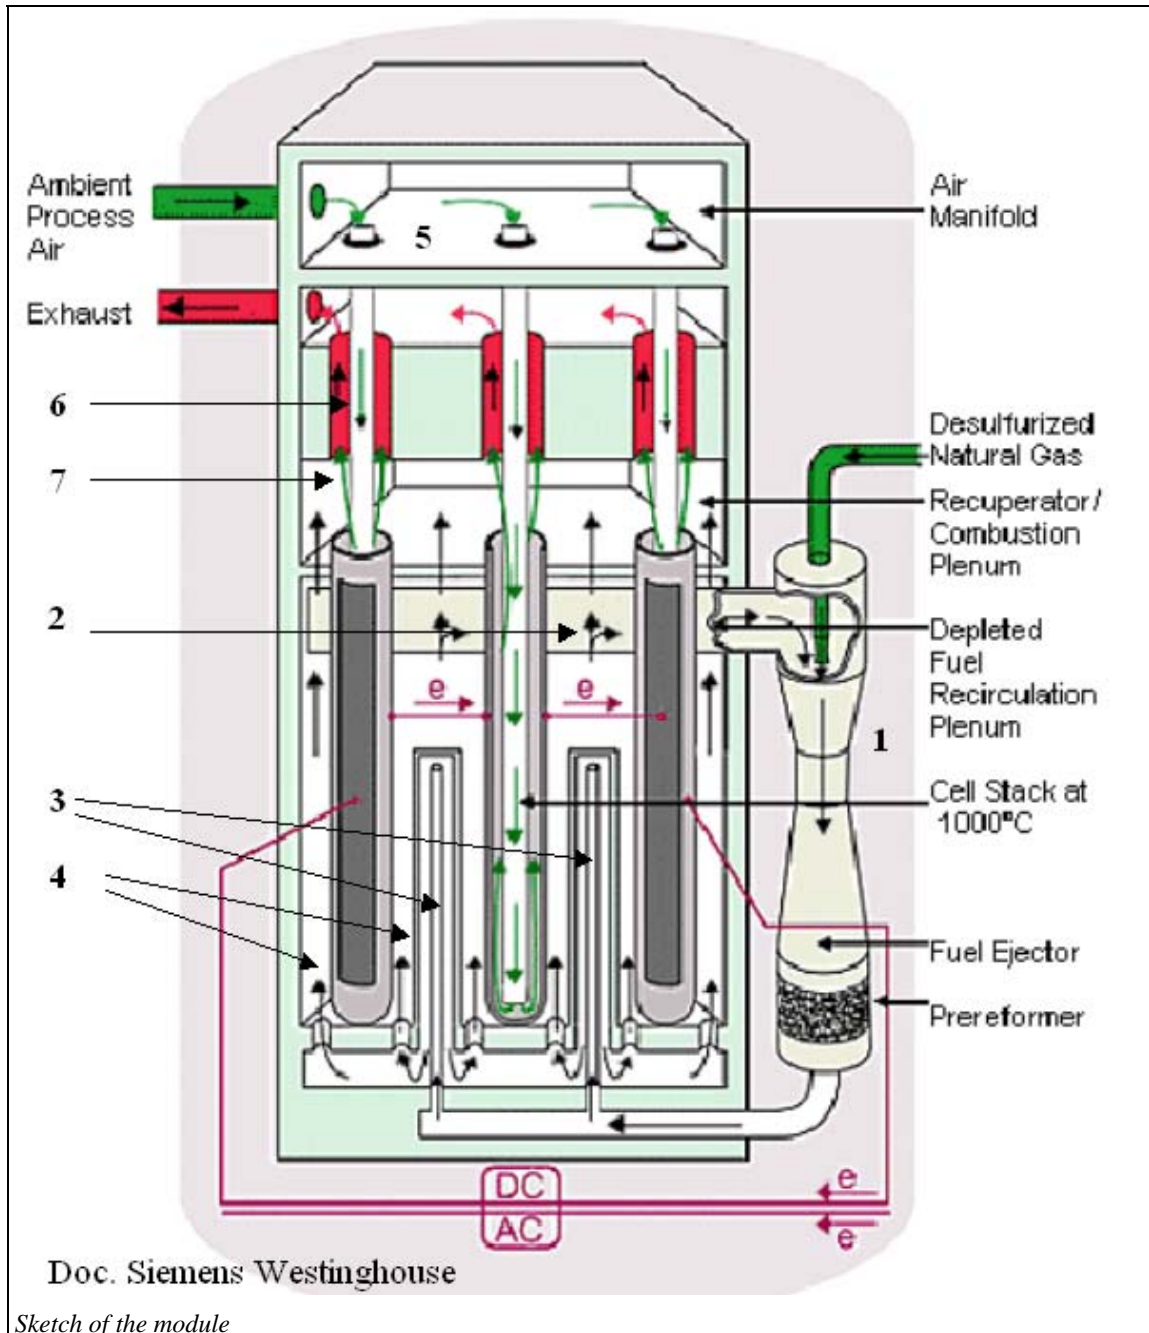 Ambient
Process
Air
Air
Manifold
5
Exhaust
6
7
Desulfurized
Natural Gas
Recuperator/
Combustion
Plenum
2
Depleted
Fuel
Recirculation
Plenum
e
e
1
3
Cell Stack at
1000°C
4
Fuel Ejector
Prereformer
DC
AC
e
e
Doc. Siemens Westinghouse
Sketch of the module